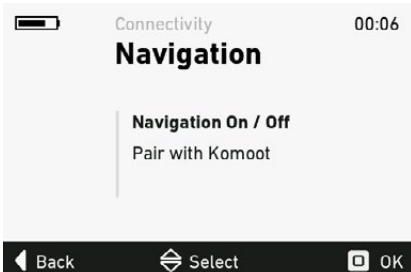 Connectivity
00:06
Navigation
Navigation On / Off
Pair with Komoot
Back
Select
OK